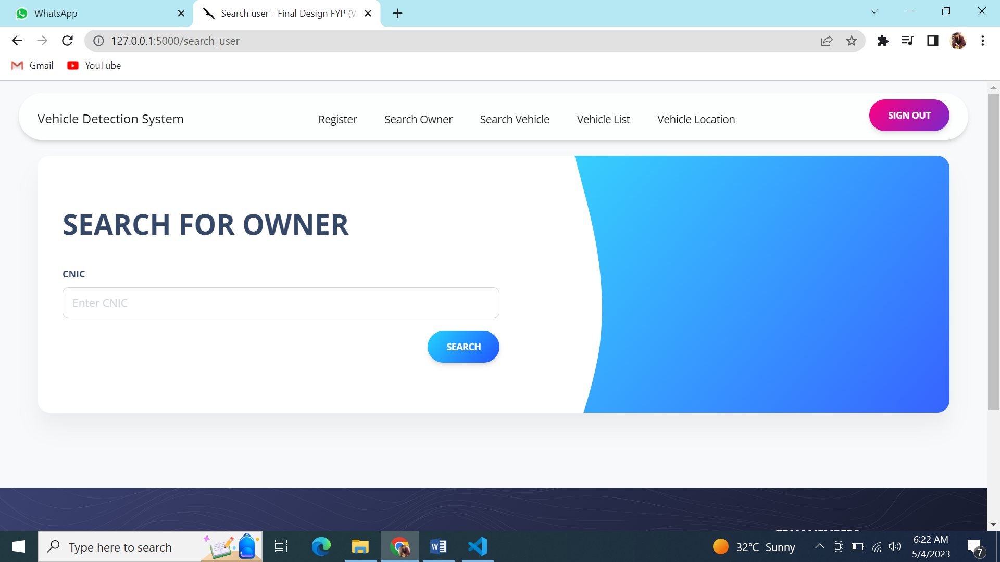 WhatsApp
Search user - Final Design FYP (V
127.0.0.1:5000/search_user
Gmail
YouTube
Vehicle Detection System
Register
Search Owner
Search Vehicle
Vehicle List
Vehicle Location
SIGN OUT
SEARCH FOR OWNER
CNIC
Enter CNIC
SEARCH
Type here to search
32°C Sunny
6:22 AM
5/4/2023
7